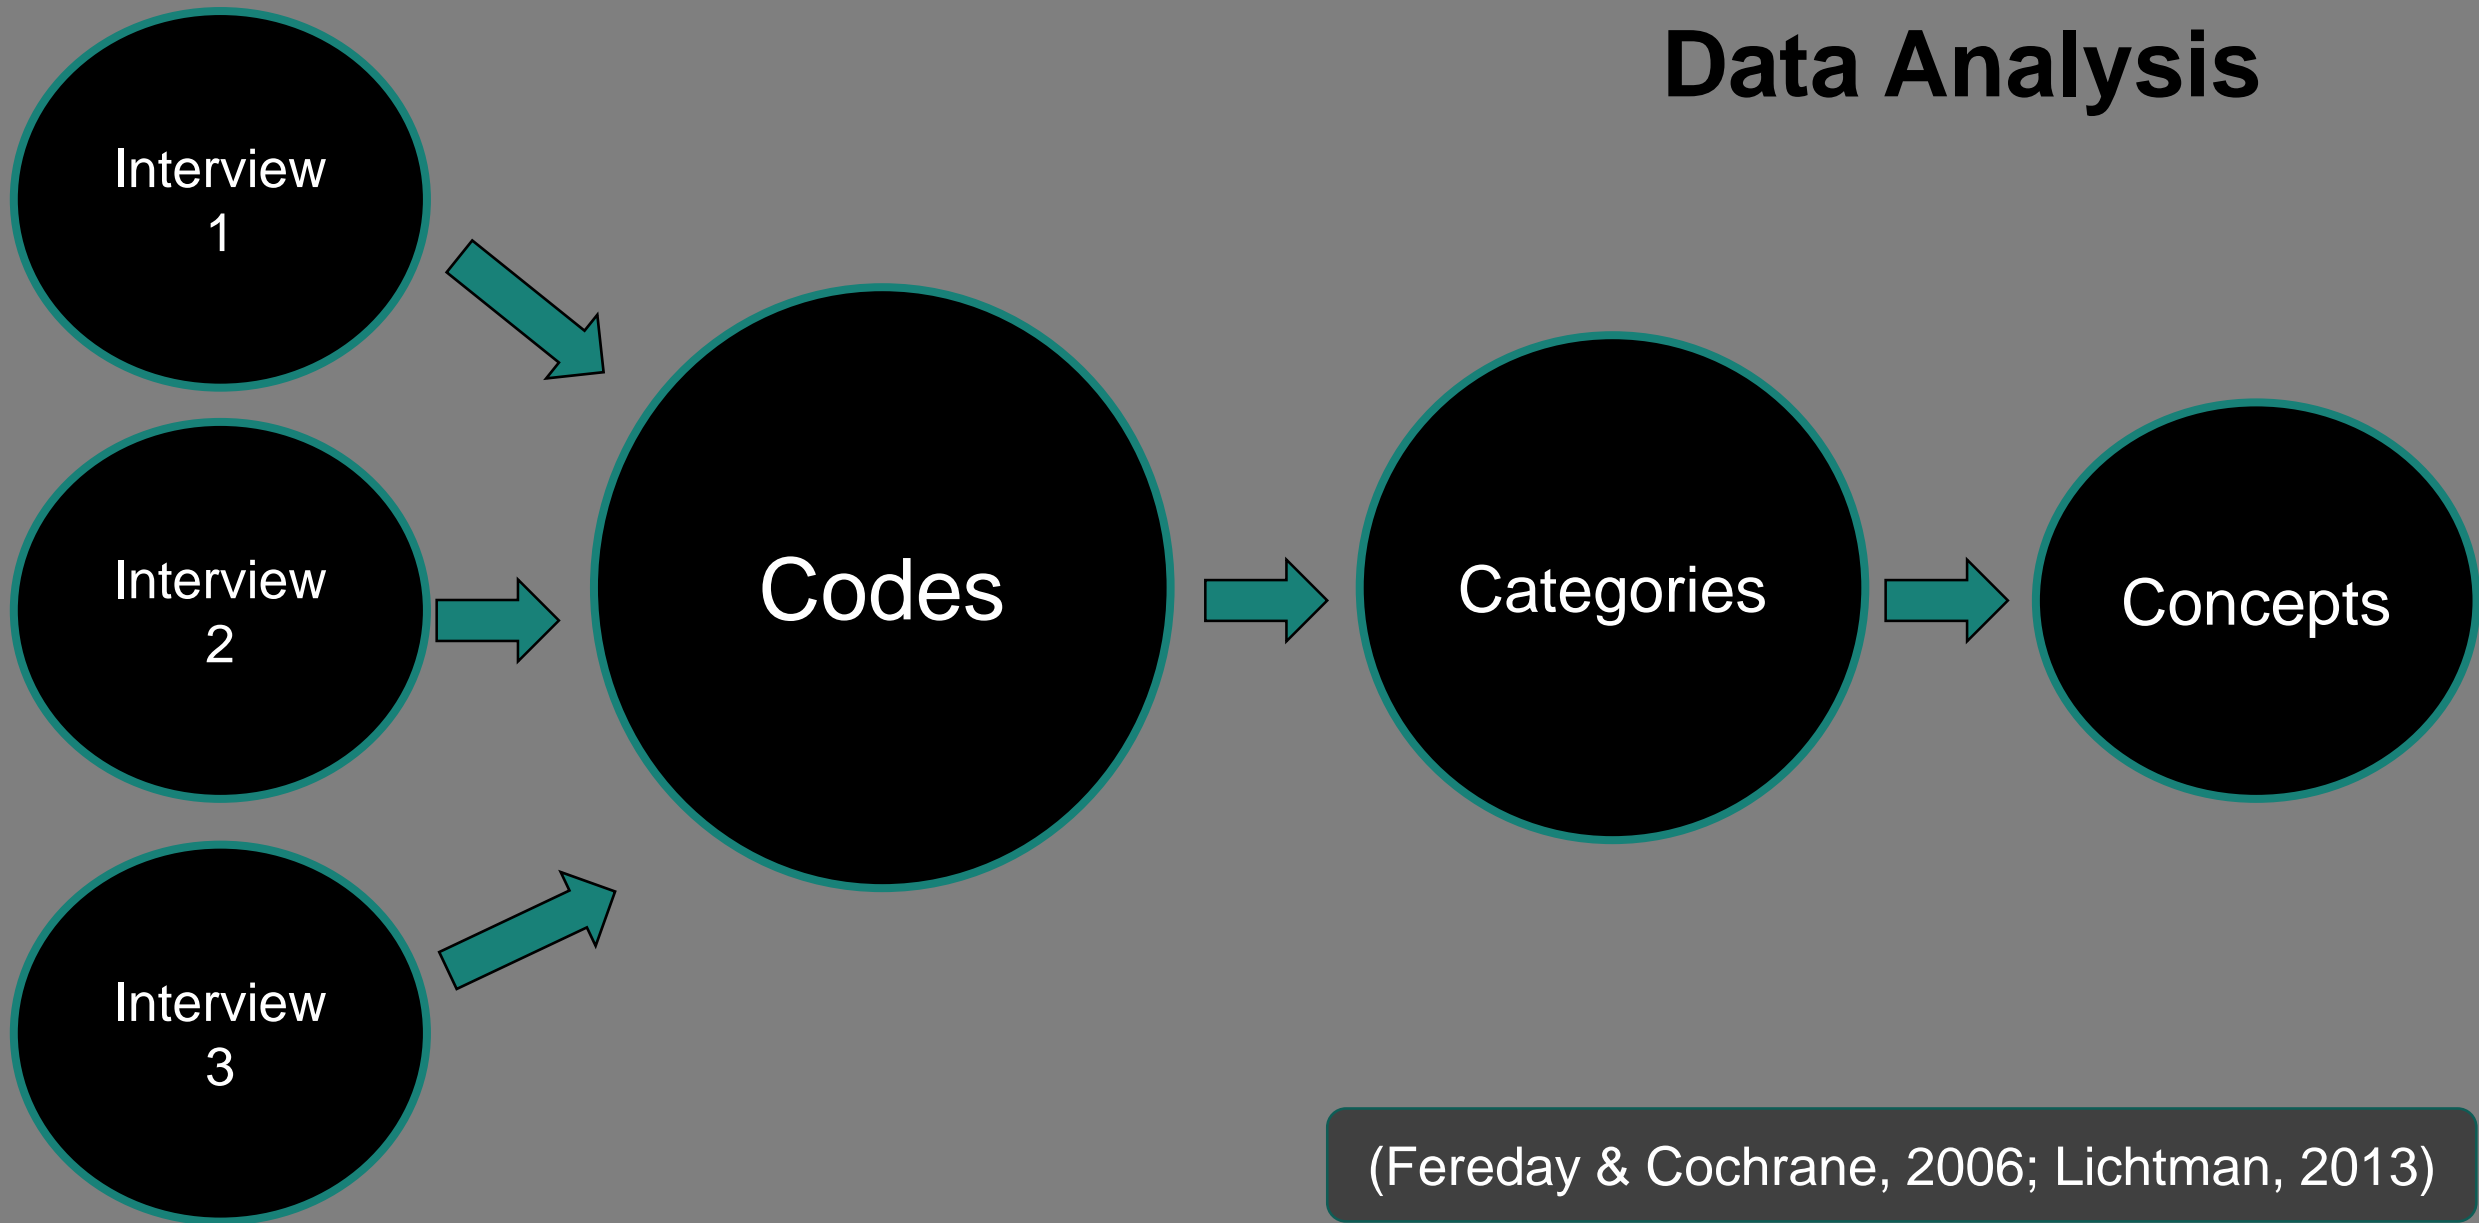 Data Analysis
Interview
1
Interview
2
Interview
3
Codes
Categories
Concepts
(Fereday & Cochrane, 2006; Lichtman, 2013)